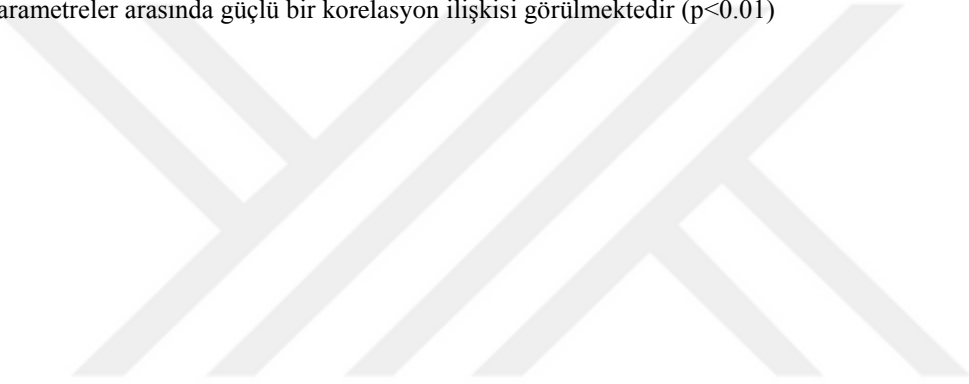 arametreler arasında güçlü bir korelasyon ilişkisi görülmektedir (p<0.01)